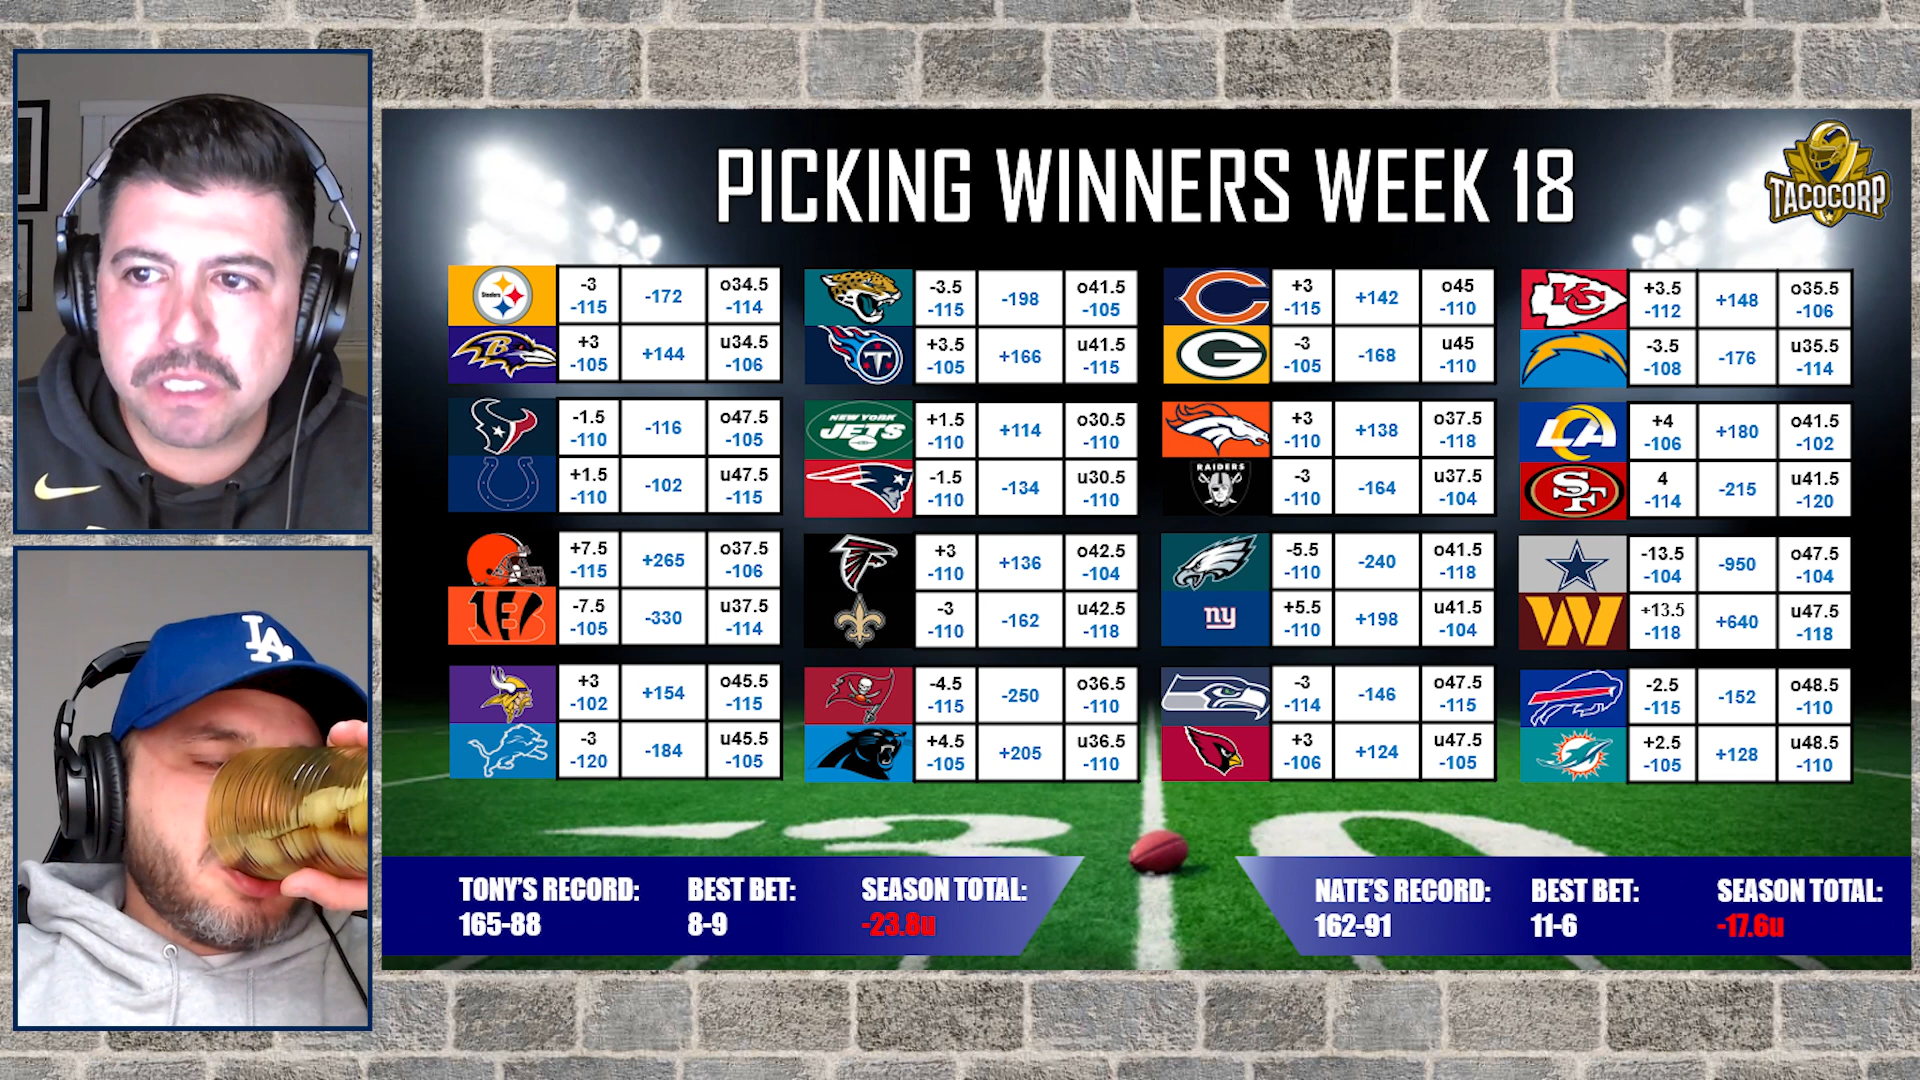 PICKING WINNERS WEEK 18
TACOCORP
Steelers
-3 -172 o34.5
-115 -114
B
+3 +144 u34.5
-105 -106
-3.5 -198 o41.5
-115 -105
T
+3.5 +166 u41.5
-105 -115
C
+3 +142 o45
-115 -110
G
-3 -168 u45
-105 -110
KC
+3.5 +148 o35.5
-112 -106
-3.5 -176 u35.5
-108 -114
-1.5 -116 o47.5
-110 -105
+1.5 -102 u47.5
-110 -115
NEW YORK
JETS
+1.5 +114 o30.5
-110 -110
-1.5 -134 u30.5
-110 -110
+3 +138 o37.5
-110 -118
RAIDERS
-3 -164 u37.5
-110 -104
LA
+4 +180 o41.5
-106 -102
SF
4 -215 u41.5
-114 -120
+7.5 +265 o37.5
-115 -106
B
-7.5 -330 u37.5
-105 -114
+3 +136 o42.5
-110 -104
-3 -162 u42.5
-110 -118
-5.5 -240 o41.5
-110 -118
ny
+5.5 +198 u41.5
-110 -104
-13.5 -950 o47.5
-104 -104
W
+13.5 +640 u47.5
-118 -118
+3 +154 o45.5
-102 -115
-3 -184 u45.5
-120 -105
-4.5 -250 o36.5
-115 -110
+4.5 +205 u36.5
-105 -110
-3 -146 o47.5
-114 -115
+3 +124 u47.5
-106 -105
-2.5 -152 o48.5
-115 -110
+2.5 +128 u48.5
-105 -110
LA
3 0
TONY'S RECORD: BEST BET: SEASON TOTAL:
165-88 8-9 -23.8u
NATE'S RECORD: BEST BET: SEASON TOTAL:
162-91 11-6 -17.6u